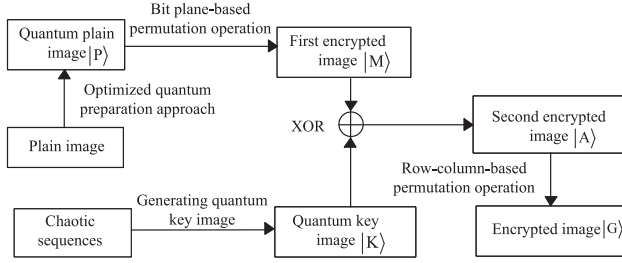 Quantum plain
image|P⟩
Bit plane-based
permutation operation
First encrypted
image |M⟩
Optimized quantum
preparation approach
Plain image
XOR
Second encrypted
image |A⟩
Row-column-based
permutation operation
Chaotic
sequences
Generating quantum
key image
Quantum key
image |K⟩
Encrypted image|G⟩